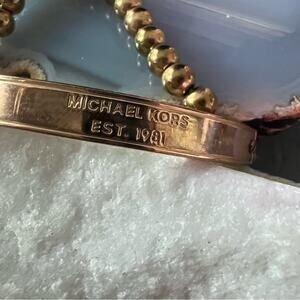 MICHAEL KORS
EST. 1981